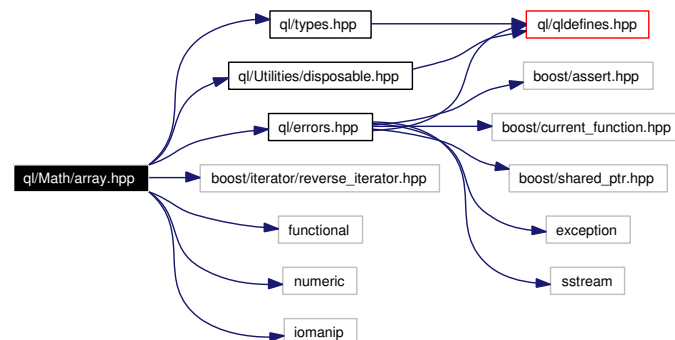 ql/types.hpp
ql/qldefines.hpp
ql/Utilities/disposable.hpp
boost/assert.hpp
ql/errors.hpp
boost/current_function.hpp
ql/Math/array.hpp
boost/iterator/reverse_iterator.hpp
boost/shared_ptr.hpp
functional
exception
numeric
sstream
iomanip